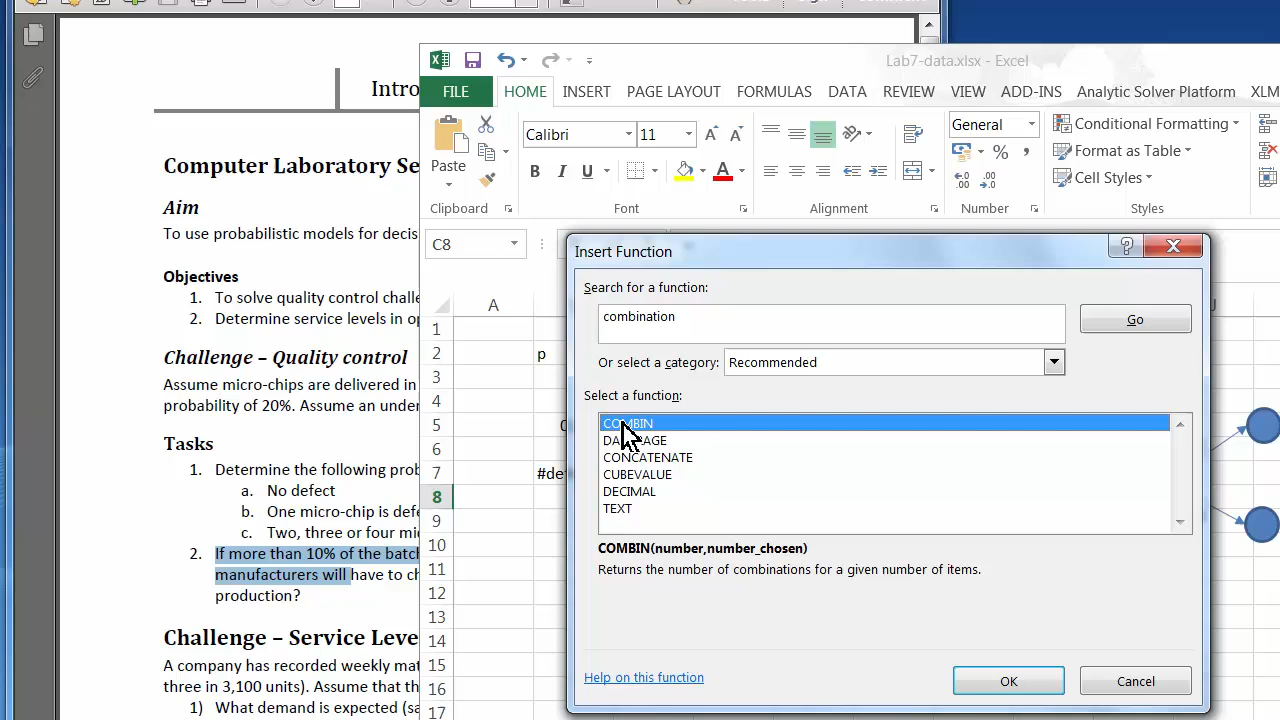 Intro
Computer Laboratory Se
Aim
To use probabilistic models for decis
Objectives
1. To solve quality control challe
2. Determine service levels in op
Challenge – Quality control
Assume micro-chips are delivered in
probability of 20%. Assume an under
Tasks
1. Determine the following prob
a. No defect
b. One micro-chip is defe
c. Two, three or four mi
2. If more than 10% of the batch
manufacturers will have to ch
production?
Challenge – Service Leve
A company has recorded weekly mat
three in 3,100 units). Assume that th
1) What demand is expected (sa
Lab7-data.xlsx - Excel
FILE HOME INSERT PAGE LAYOUT FORMULAS DATA REVIEW VIEW ADD-INS Analytic Solver Platform XLM
Paste
Calibri 11
B I U A
General
% ,
Conditional Formatting
Format as Table
Cell Styles
Clipboard Font Alignment Number Styles
C8
A
1
2 p
3
4
5
6
7 #de
8
9
10
11
12
13
14
15
16
17
Insert Function
Search for a function:
combination
Go
Or select a category: Recommended
Select a function:
COMBIN
CONCATENATE
CUBEVALUE
DECIMAL
TEXT
COMBIN(number,number_chosen)
Returns the number of combinations for a given number of items.
Help on this function
OK
Cancel